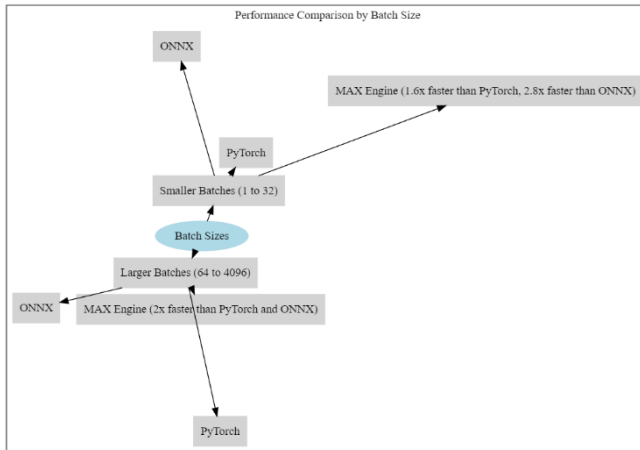 Performance Comparison by Batch Size
ONNX
MAX Engine (1.6x faster than PyTorch, 2.8x faster than ONNX)
PyTorch
Smaller Batches (1 to 32)
Batch Sizes
Larger Batches (64 to 4096)
ONNX
MAX Engine (2x faster than PyTorch and ONNX)
PyTorch